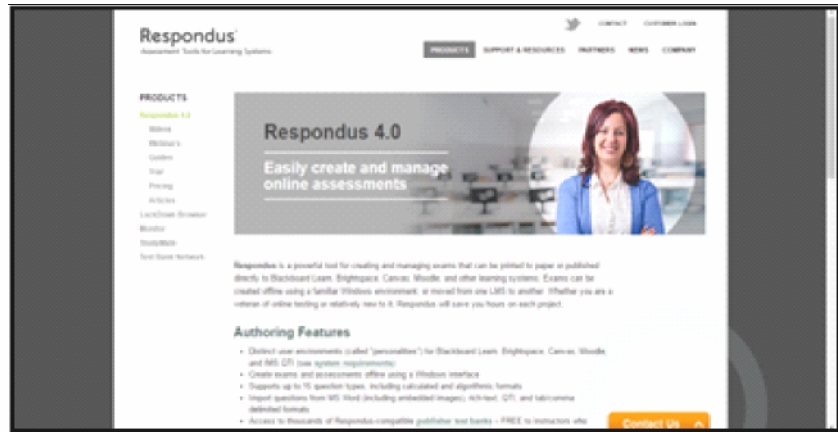 CONTACT CUSTOMER LOGIN
Respondus
Assessment Tools for Learning Systems
PRODUCTS SUPPORT & RESOURCES PARTNERS NEWS COMPANY
PRODUCTS
Respondus 4.0
Videos
Webinars
Guides
Trial
Pricing
Articles
LockDown Browser
Monitor
StudyMate
Test Bank Network
Respondus 4.0
Easily create and manage
online assessments
Respondus is a powerful tool for creating and managing exams that can be printed to paper or published
directly to Blackboard Learn, Brightspace, Canvas, Moodle, and other learning systems. Exams can be
created offline using a familiar Windows environment, or moved from one LMS to another. Whether you are a
veteran of online testing or relatively new to it, Respondus will save you hours on each project.
Authoring Features
• Distinct user environments (called "personalities") for Blackboard Learn, Brightspace, Canvas, Moodle,
and IMS QTI (see system requirements)
• Create exams and assessments offline using a Windows interface
• Supports up to 15 question types, including calculated and algorithmic formats
• Import questions from MS Word (including embedded images), rich-text, QTI, and tab/comma
delimited formats
• Access to thousands of Respondus-compatible publisher test banks – FREE to instructors who
Contact Us